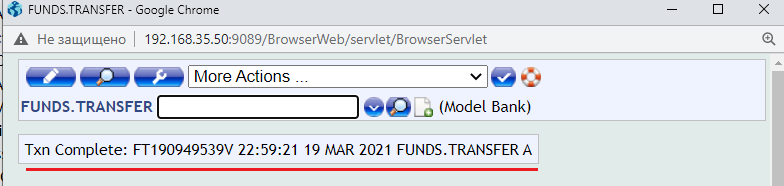 FUNDS.TRANSFER - Google Chrome
Не защищено 192.168.35.50:9089/BrowserWeb/servlet/BrowserServlet
More Actions ...
FUNDS.TRANSFER (Model Bank)
Txn Complete: FT190949539V 22:59:21 19 MAR 2021 FUNDS.TRANSFER A